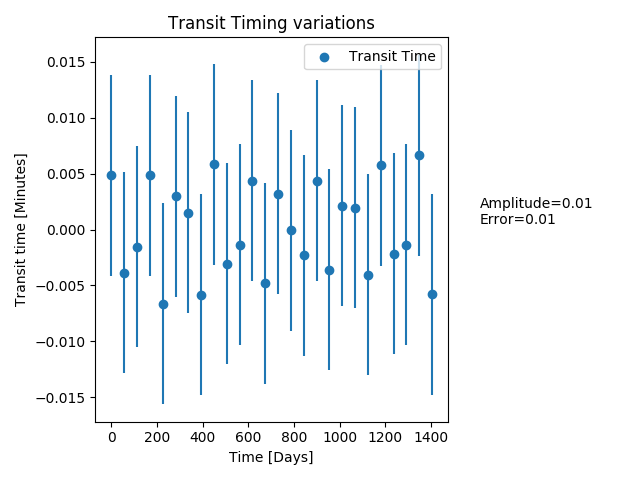 Transit Timing variations
Transit Time
0.015
0.010
0.005
0.000
−0.005
−0.010
−0.015
Transit time [Minutes]
Amplitude=0.01
Error=0.01
0 200 400 600 800 1000 1200 1400
Time [Days]